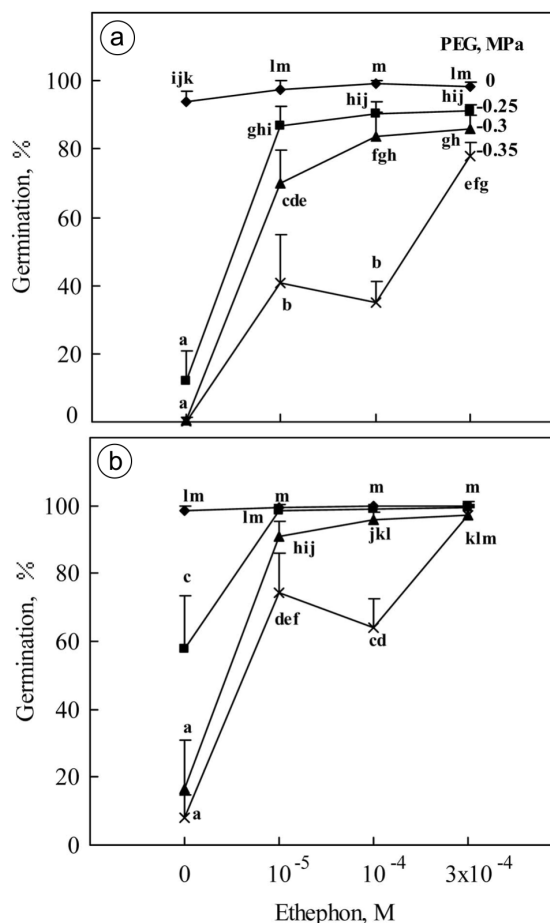 a
PEG, MPa
100
ijk
lm
m
lm
0
hij
hij
-0.25
ghi
-0.3
80
fgh
gh
-0.35
cde
efg
Germination, %
60
40
b
b
20
a
a
0
b
100
lm
m
m
m
lm
hij
jkl
klm
80
c
def
cd
Germination, %
60
40
20
a
a
0
0
10⁻⁵
10⁻⁴
3x10⁻⁴
Ethephon, M